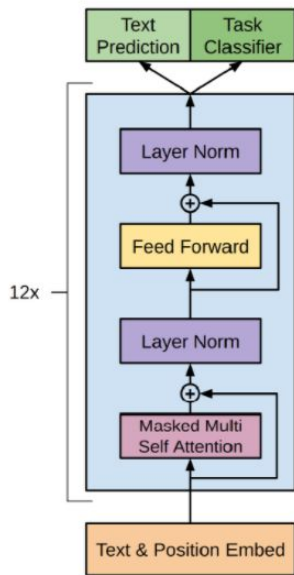 Text
Prediction
Task
Classifier
Layer Norm
Feed Forward
12x
Layer Norm
Masked Multi
Self Attention
Text & Position Embed